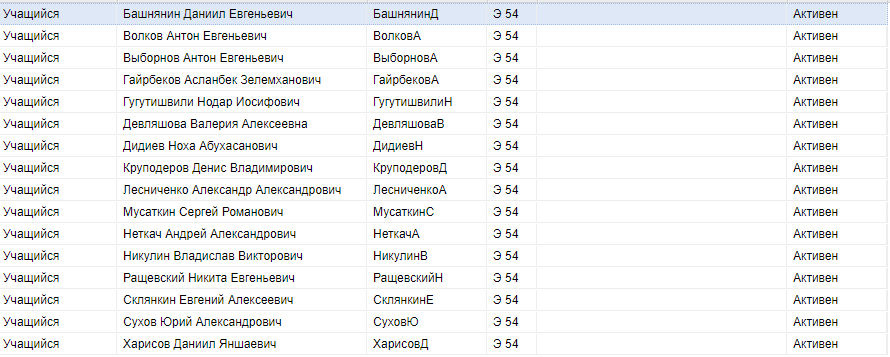 Учащийся Башнянин Даниил Евгеньевич БашнянинД Э 54 Активен
Учащийся Волков Антон Евгеньевич ВолковА Э 54 Активен
Учащийся Выборнов Антон Евгеньевич ВыборновА Э 54 Активен
Учащийся Гайрбеков Асланбек Зелемханович ГайрбековА Э 54 Активен
Учащийся Гугутишвили Нодар Иосифович ГугутишвилиН Э 54 Активен
Учащийся Девляшова Валерия Алексеевна ДевляшоваВ Э 54 Активен
Учащийся Дидиев Ноха Абухасанович ДидиевН Э 54 Активен
Учащийся Круподеров Денис Владимирович КруподеровД Э 54 Активен
Учащийся Лесниченко Александр Александрович ЛесниченкоА Э 54 Активен
Учащийся Мусаткин Сергей Романович МусаткинС Э 54 Активен
Учащийся Неткач Андрей Александрович НеткачА Э 54 Активен
Учащийся Никулин Владислав Викторович НикулинВ Э 54 Активен
Учащийся Ращевский Никита Евгеньевич РащевскийН Э 54 Активен
Учащийся Склянкин Евгений Алексеевич СклянкинЕ Э 54 Активен
Учащийся Сухов Юрий Александрович СуховЮ Э 54 Активен
Учащийся Харисов Даниил Яншаевич ХарисовД Э 54 Активен